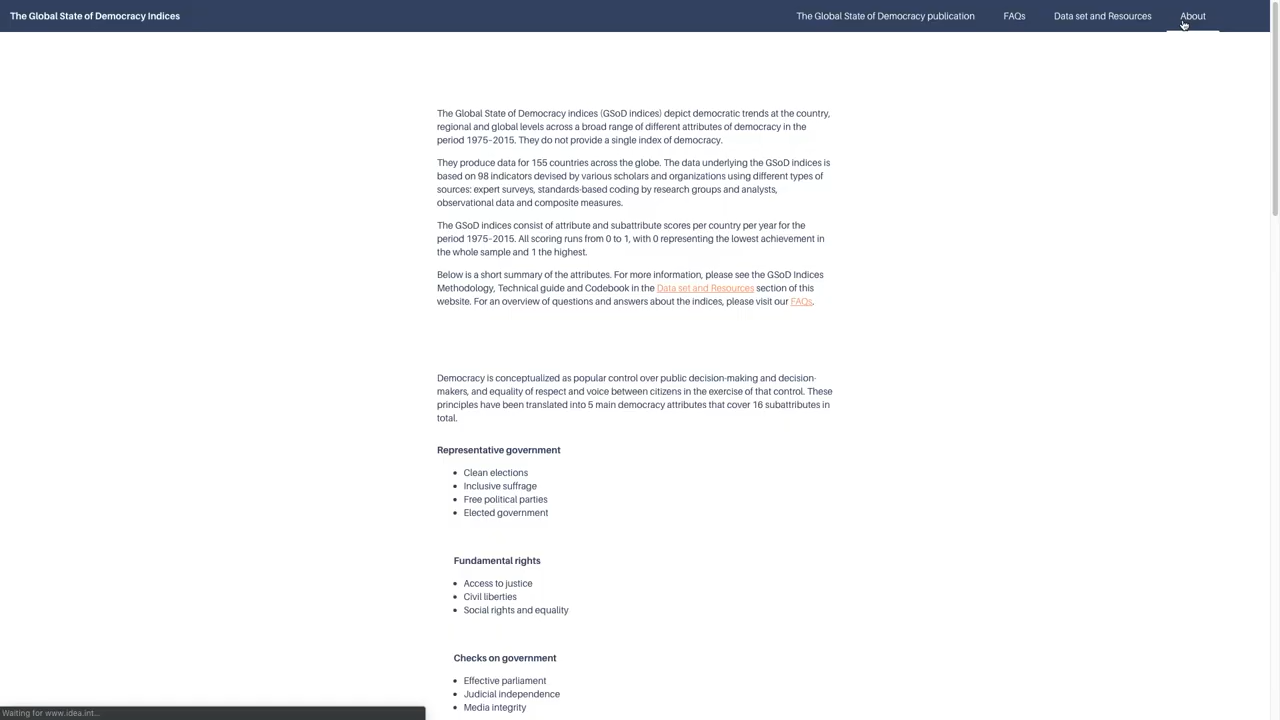 The Global State of Democracy Indices
The Global State of Democracy publication
FAQs
Data set and Resources
About
The Global State of Democracy indices (GSoD indices) depict democratic trends at the country,
regional and global levels across a broad range of different attributes of democracy in the
period 1975–2015. They do not provide a single index of democracy.
They produce data for 155 countries across the globe. The data underlying the GSoD indices is
based on 98 indicators devised by various scholars and organizations using different types of
sources: expert surveys, standards-based coding by research groups and analysts,
observational data and composite measures.
The GSoD indices consist of attribute and subattribute scores per country per year for the
period 1975–2015. All scoring runs from 0 to 1, with 0 representing the lowest achievement in
the whole sample and 1 the highest.
Below is a short summary of the attributes. For more information, please see the GSoD Indices
Methodology, Technical guide and Codebook in the Data set and Resources section of this
website. For an overview of questions and answers about the indices, please visit our FAQs.
Democracy is conceptualized as popular control over public decision-making and decision-
makers, and equality of respect and voice between citizens in the exercise of that control. These
principles have been translated into 5 main democracy attributes that cover 16 subattributes in
total.
Representative government
• Clean elections
• Inclusive suffrage
• Free political parties
• Elected government
Fundamental rights
• Access to justice
• Civil liberties
• Social rights and equality
Checks on government
• Effective parliament
• Judicial independence
• Media integrity
Waiting for www.idea.int...